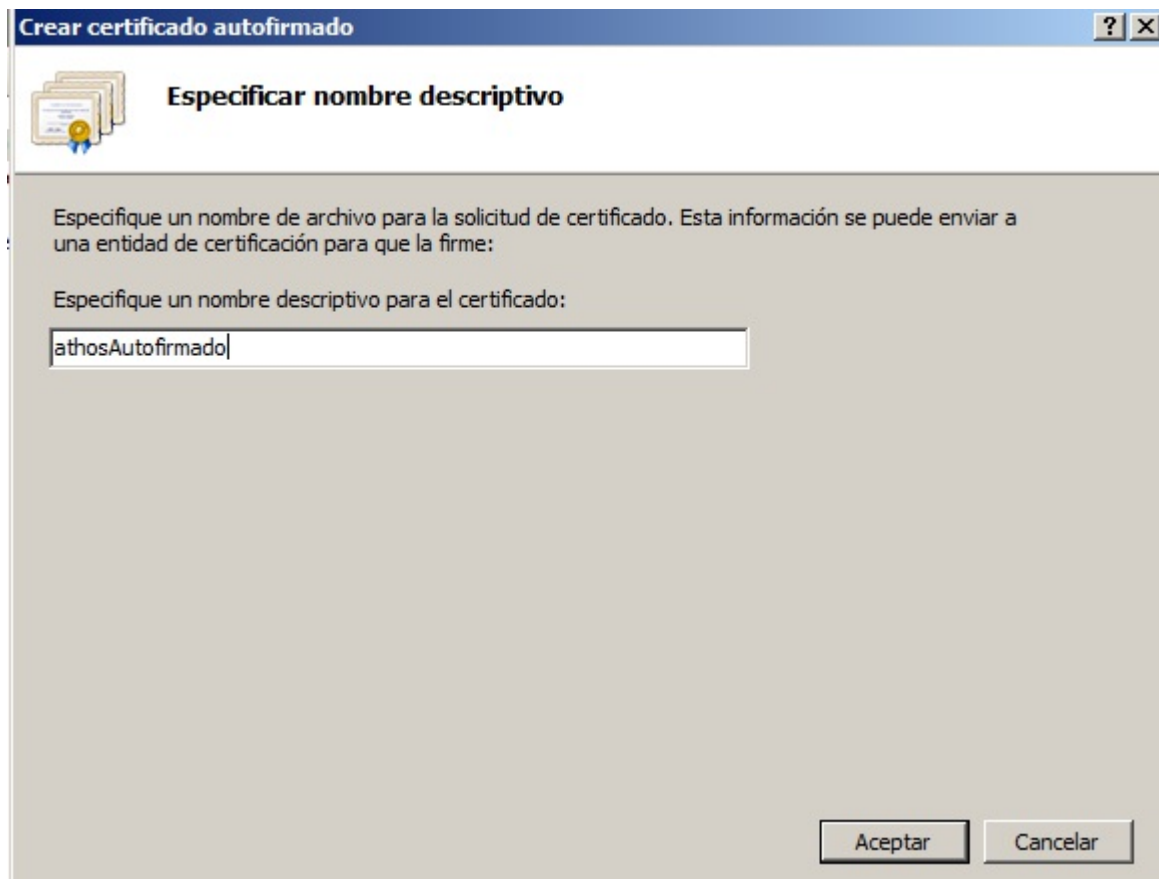 Crear certificado autofirmado
Especificar nombre descriptivo
Especifique un nombre de archivo para la solicitud de certificado. Esta información se puede enviar a
una entidad de certificación para que la firme:
Especifique un nombre descriptivo para el certificado:
athosAutofirmado
Aceptar Cancelar